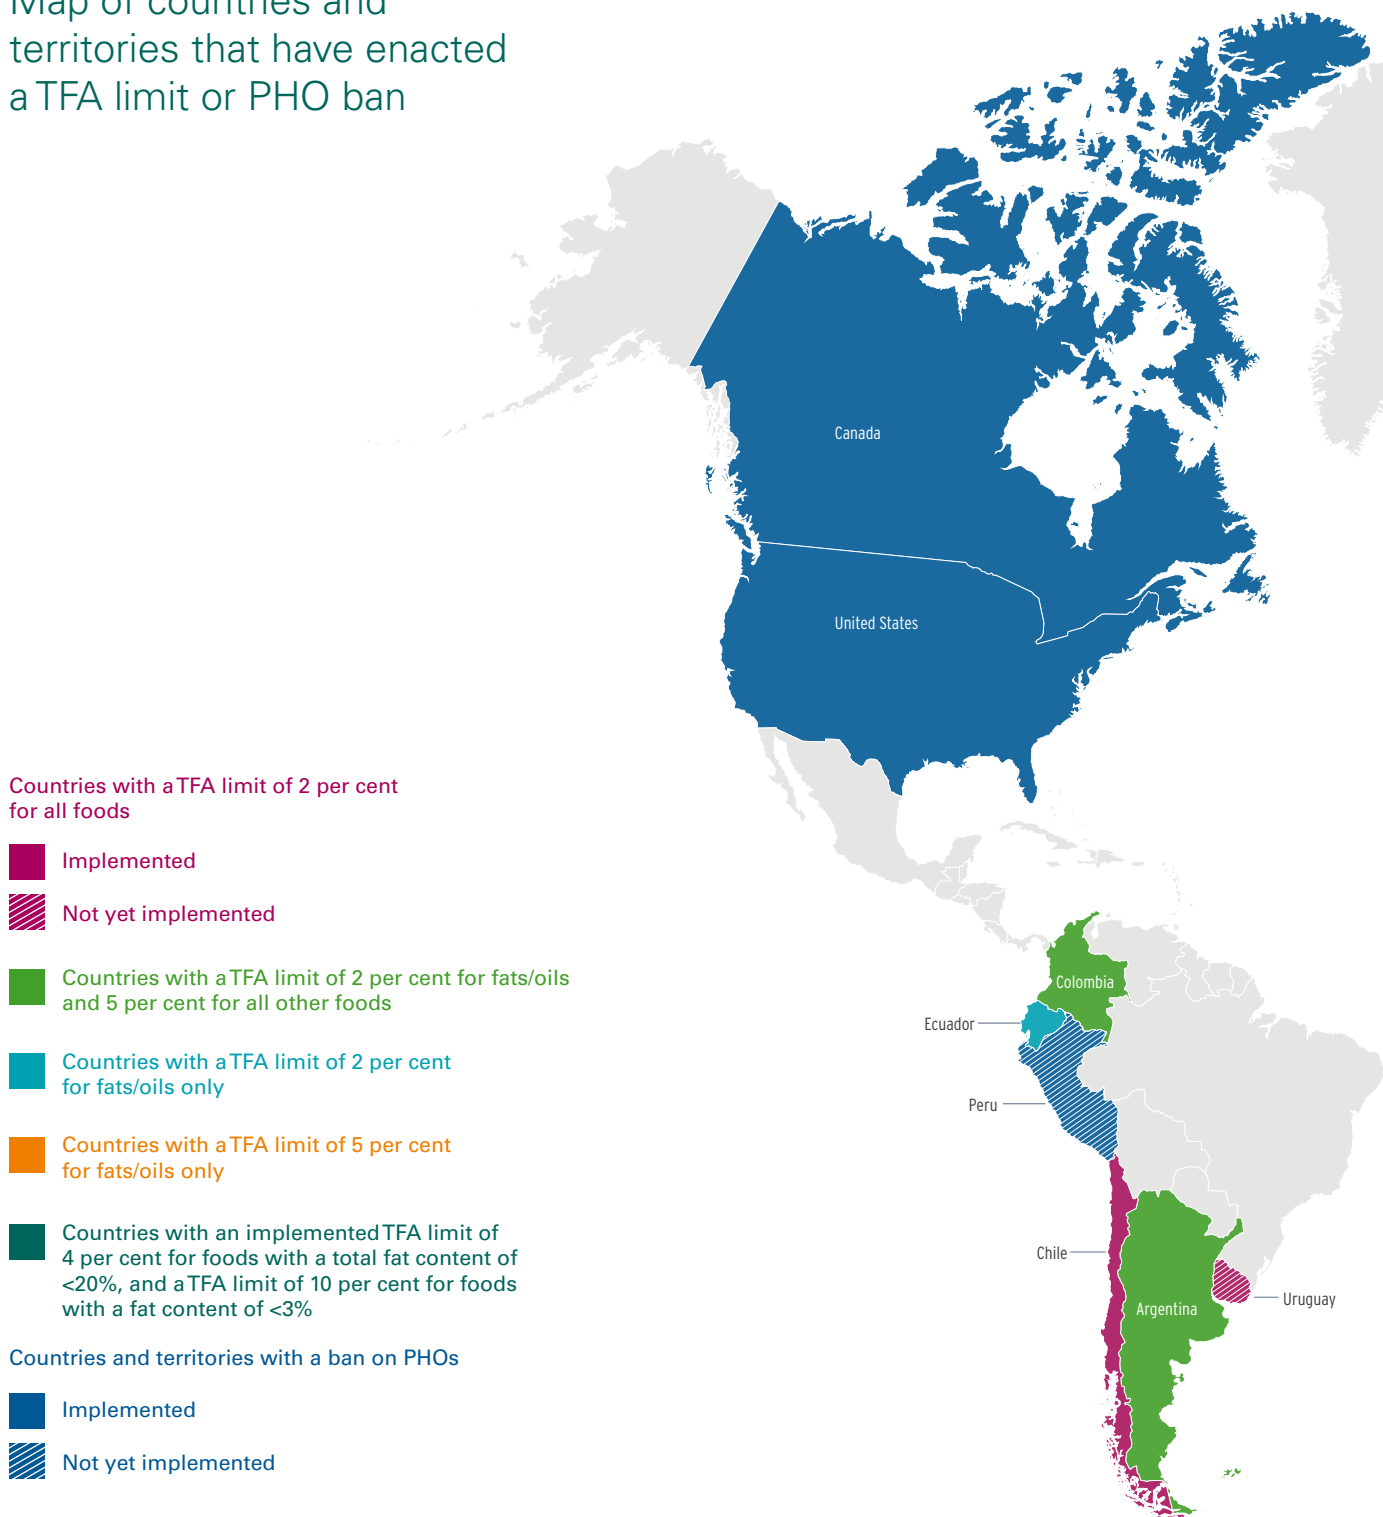 Map of countries and
territories that have enacted
a TFA limit or PHO ban
Canada
United States
Countries with a TFA limit of 2 per cent
for all foods
Implemented
Not yet implemented
Countries with a TFA limit of 2 per cent for fats/oils
and 5 per cent for all other foods
Countries with a TFA limit of 2 per cent
for fats/oils only
Countries with a TFA limit of 5 per cent
for fats/oils only
Countries with an implemented TFA limit of
4 per cent for foods with a total fat content of
<20%, and a TFA limit of 10 per cent for foods
with a fat content of <3%
Countries and territories with a ban on PHOs
Implemented
Not yet implemented
Colombia
Ecuador
Peru
Chile
Argentina
Uruguay